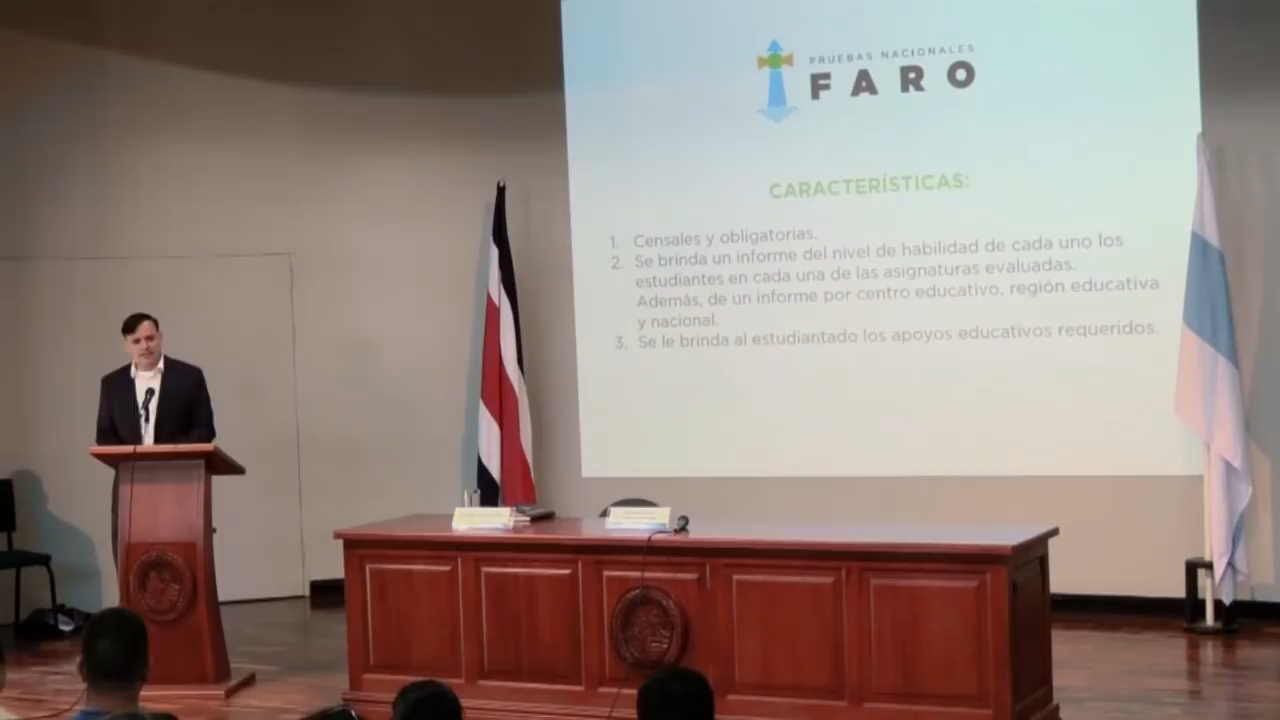 PRUEBAS NACIONALES
FARO
CARACTERÍSTICAS:
1. Censales y obligatorias.
2. Se brinda un informe del nivel de habilidad de cada uno los
estudiantes en cada una de las asignaturas evaluadas.
Además, de un informe por centro educativo, región educativa
y nacional.
3. Se le brinda al estudiantado los apoyos educativos requeridos.